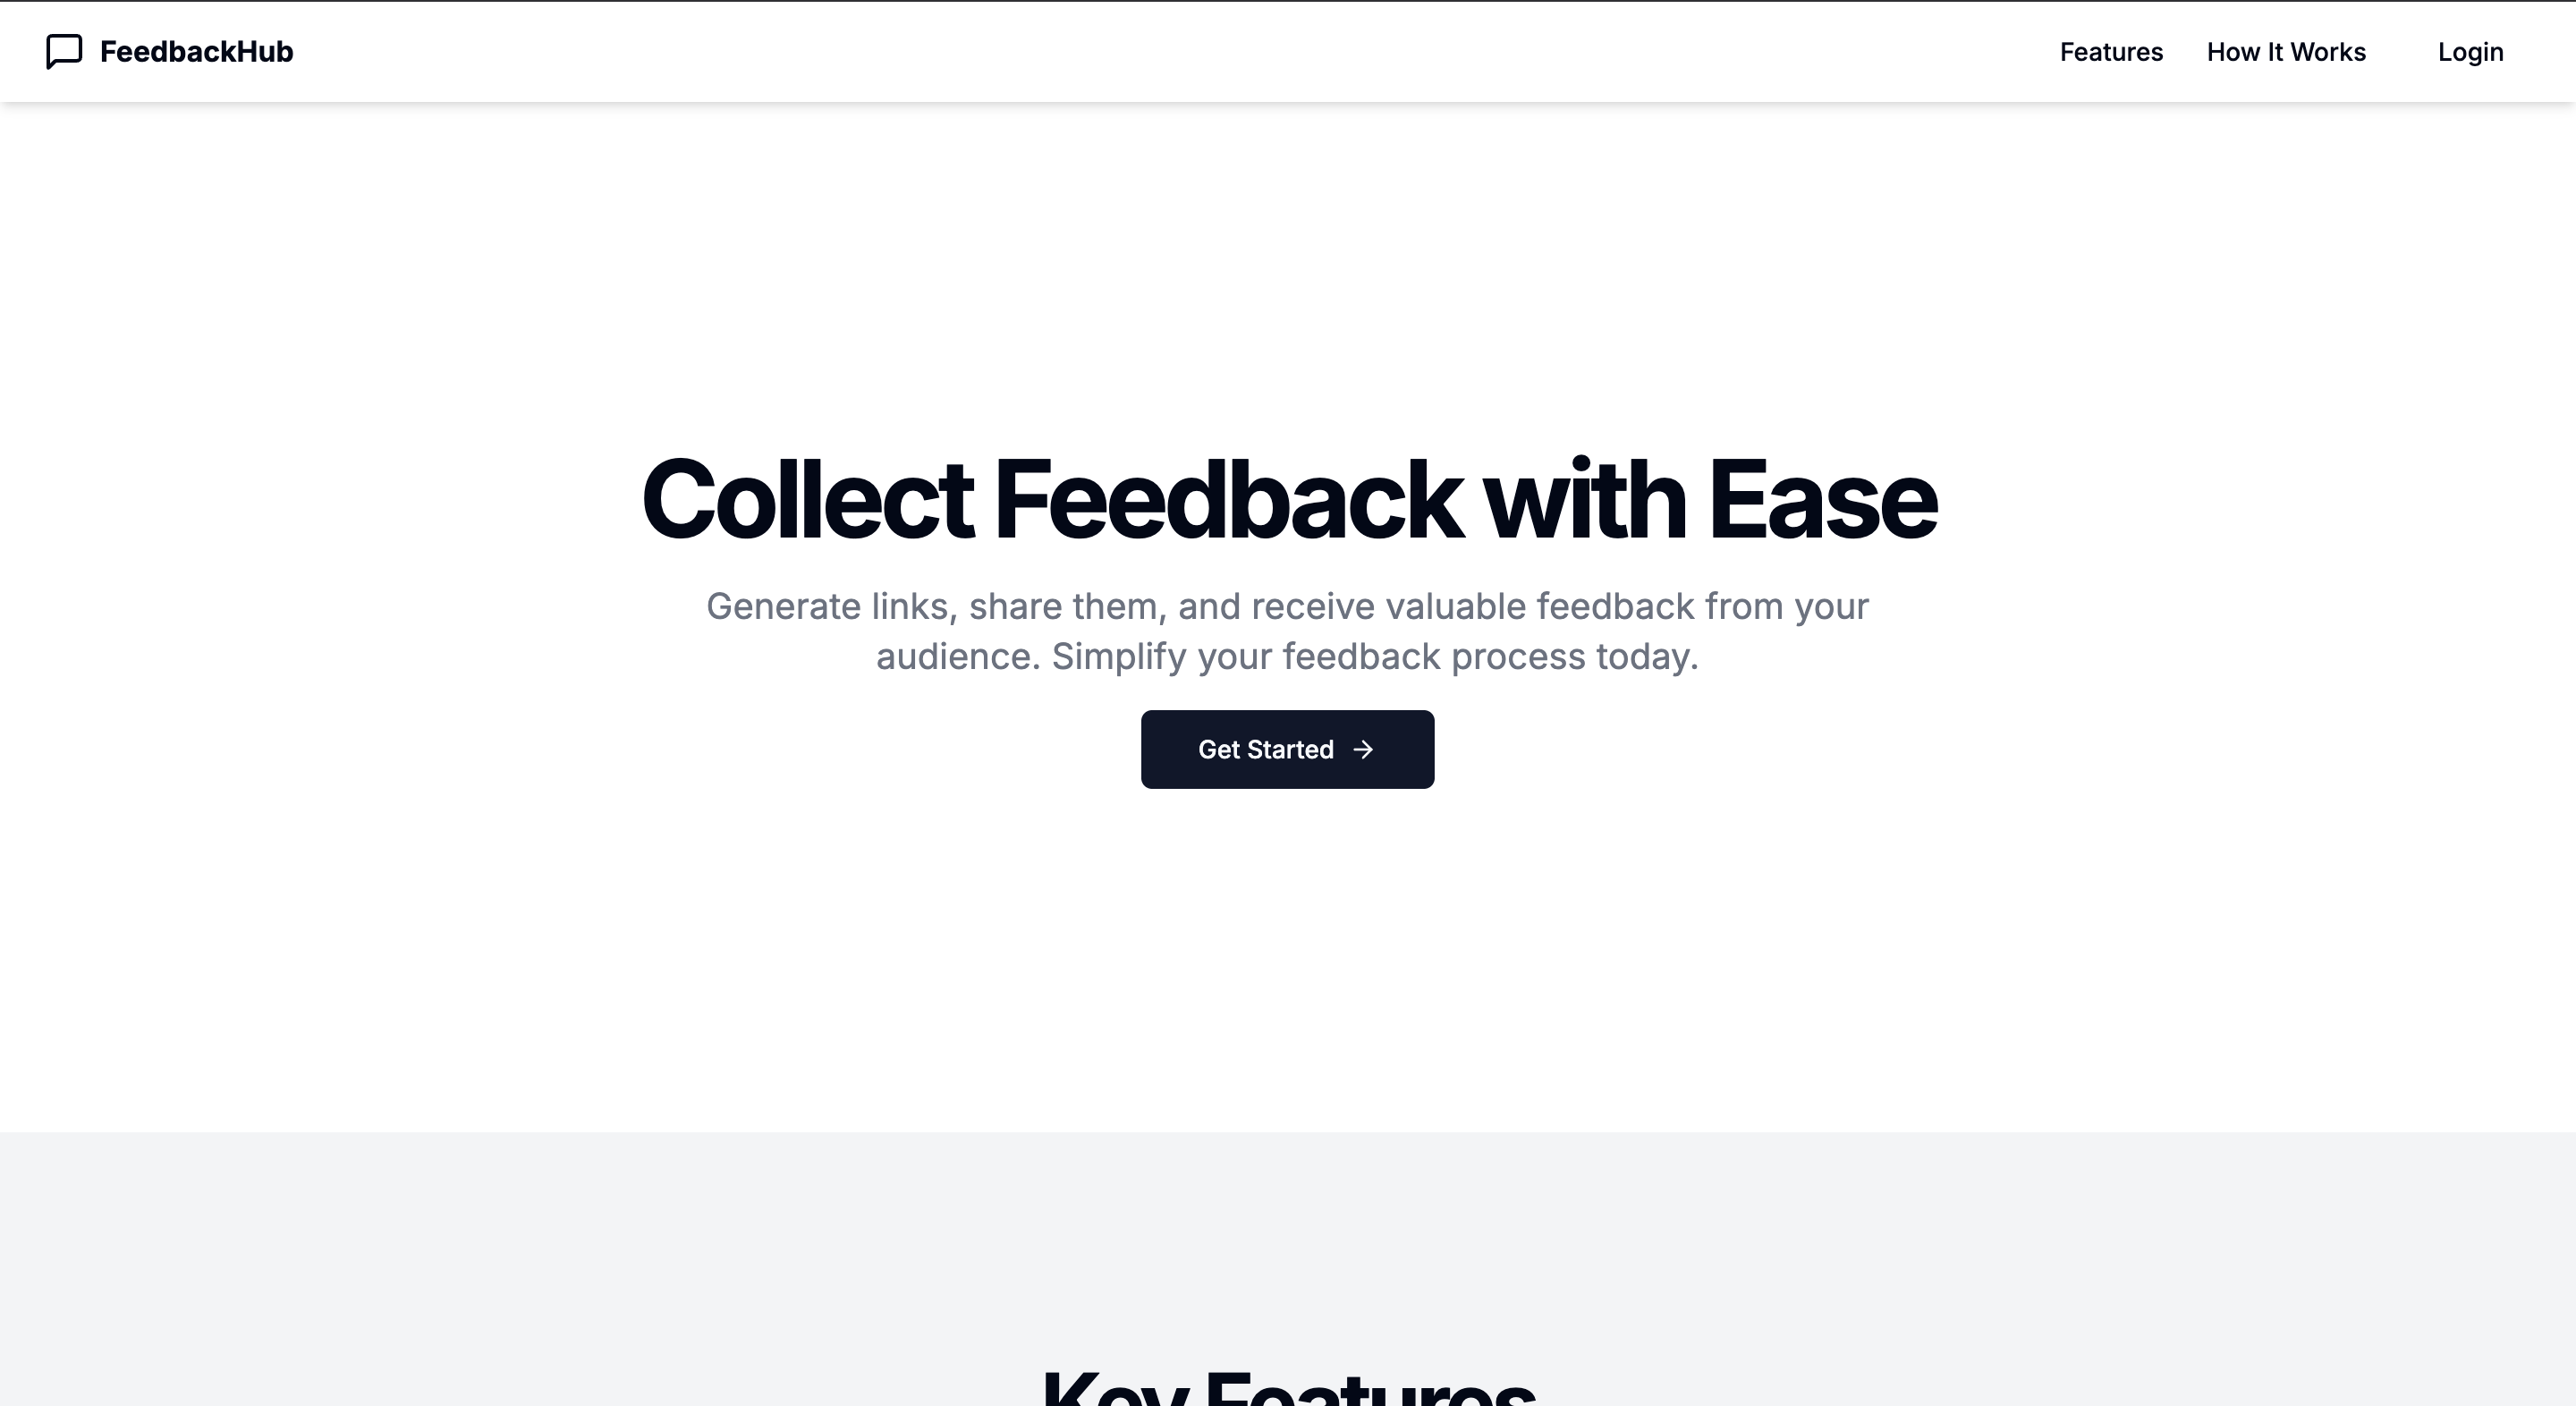 FeedbackHub
Features
How It Works
Login
Collect Feedback with Ease
Generate links, share them, and receive valuable feedback from your
audience. Simplify your feedback process today.
Get Started
Key Features